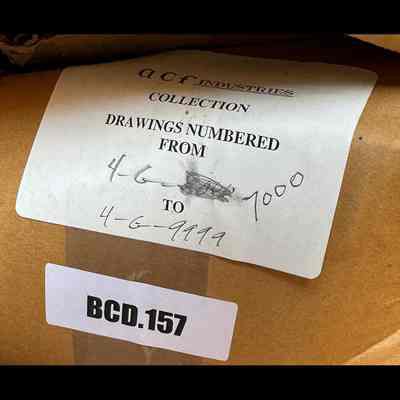 acf INDUSTRIES
COLLECTION
DRAWINGS NUMBERED
FROM
4-G- 7000
TO
4-G-9999
BCD.157